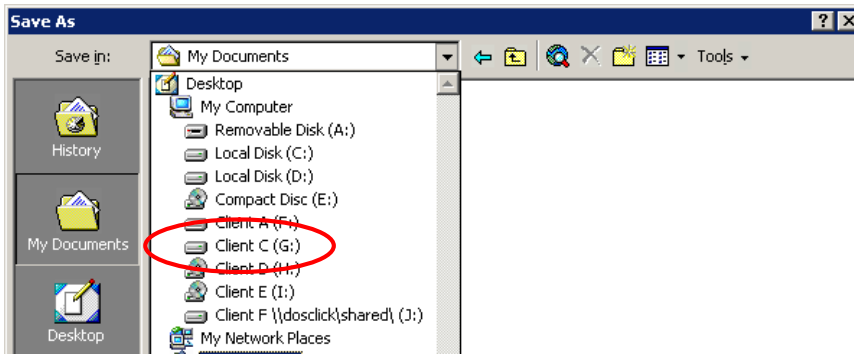 Save As
Save in:
My Documents
Tools
History
My Documents
Desktop
Desktop
My Computer
Removable Disk (A:)
Local Disk (C:)
Local Disk (D:)
Compact Disc (E:)
Client A (F:)
Client C (G:)
Client D (H:)
Client E (I:)
Client F \\dosclick\shared\ (J:)
My Network Places